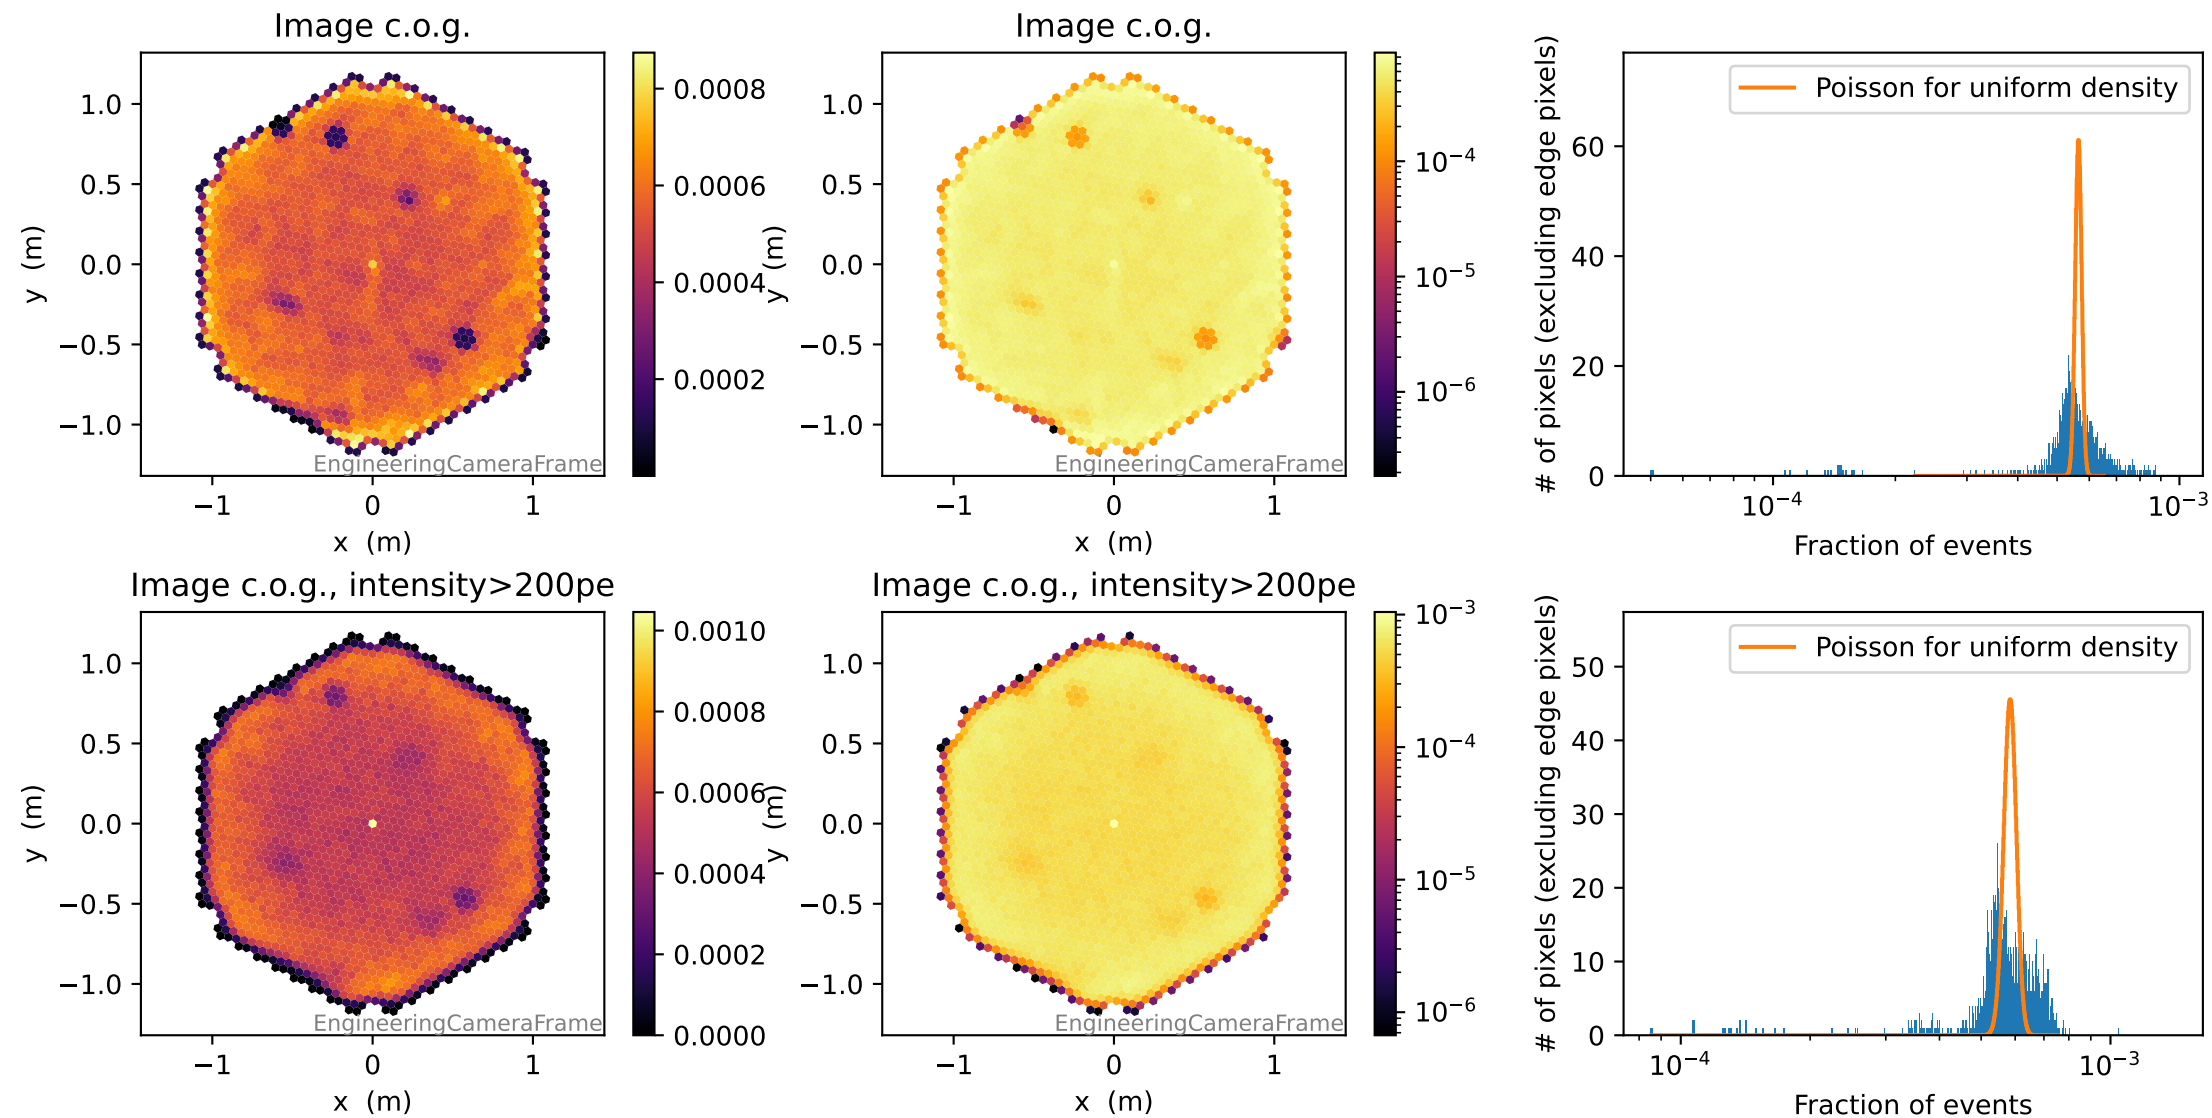 Image c.o.g.
1.0
0.5
0.0
−0.5
−1.0
y (m)
−1
0
1
x (m)
EngineeringCameraFrame
0.0008
0.0006
0.0004
0.0002
Image c.o.g.
1.0
0.5
0.0
−0.5
−1.0
y (m)
−1
0
1
x (m)
EngineeringCameraFrame
10⁻⁴
10⁻⁵
10⁻⁶
# of pixels (excluding edge pixels)
60
40
20
0
Poisson for uniform density
10⁻⁴
10⁻³
Fraction of events
Image c.o.g., intensity>200pe
1.0
0.5
0.0
−0.5
−1.0
y (m)
−1
0
1
x (m)
EngineeringCameraFrame
0.0010
0.0008
0.0006
0.0004
0.0002
0.0000
Image c.o.g., intensity>200pe
1.0
0.5
0.0
−0.5
−1.0
y (m)
−1
0
1
x (m)
EngineeringCameraFrame
10⁻³
10⁻⁴
10⁻⁵
10⁻⁶
# of pixels (excluding edge pixels)
50
40
30
20
10
0
Poisson for uniform density
10⁻⁴
10⁻³
Fraction of events